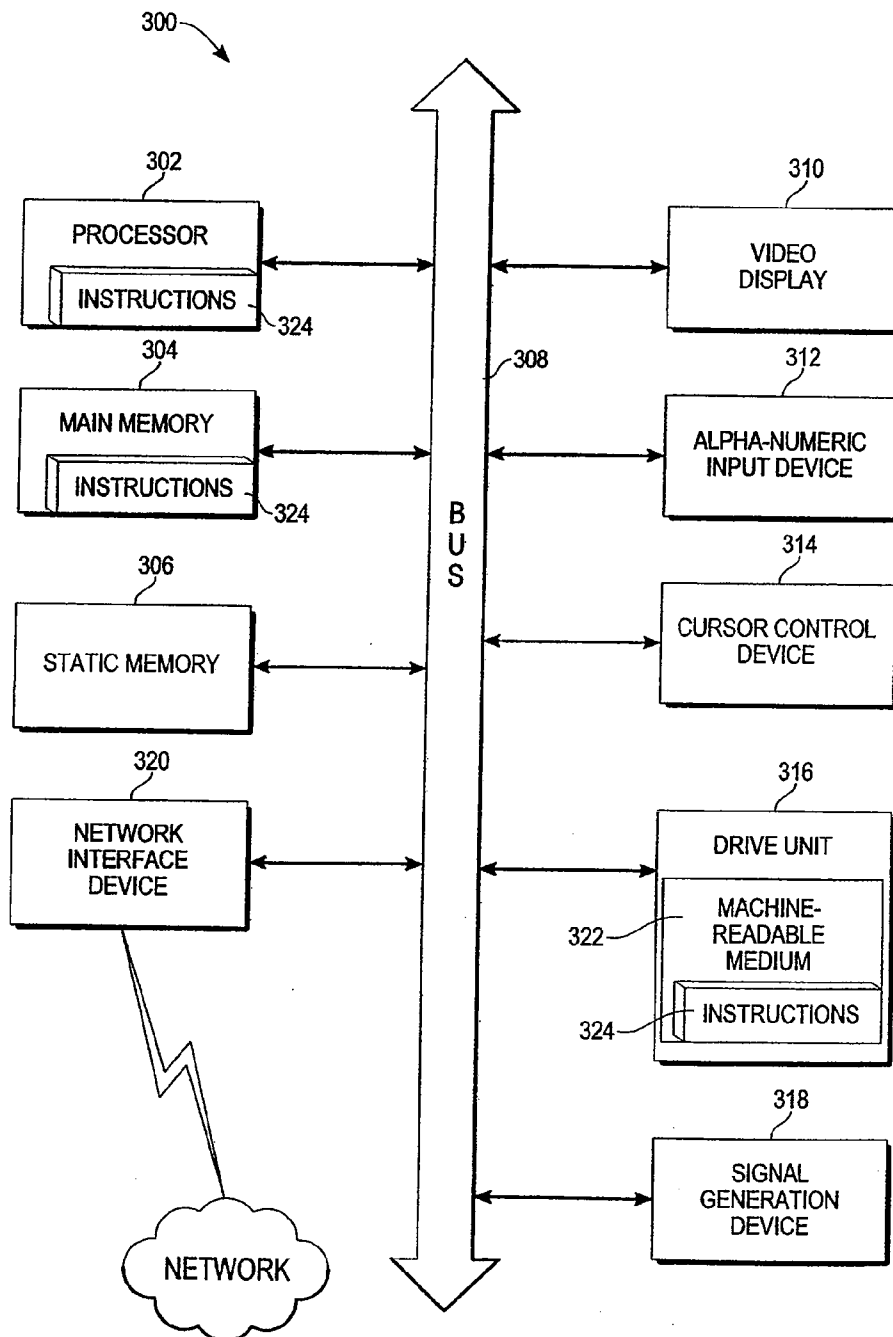 300
302
PROCESSOR
INSTRUCTIONS
324
304
MAIN MEMORY
INSTRUCTIONS
324
306
STATIC MEMORY
320
NETWORK
INTERFACE
DEVICE
NETWORK
BUS
308
310
VIDEO
DISPLAY
312
ALPHA-NUMERIC
INPUT DEVICE
314
CURSOR CONTROL
DEVICE
316
DRIVE UNIT
322
MACHINE-
READABLE
MEDIUM
324
INSTRUCTIONS
318
SIGNAL
GENERATION
DEVICE